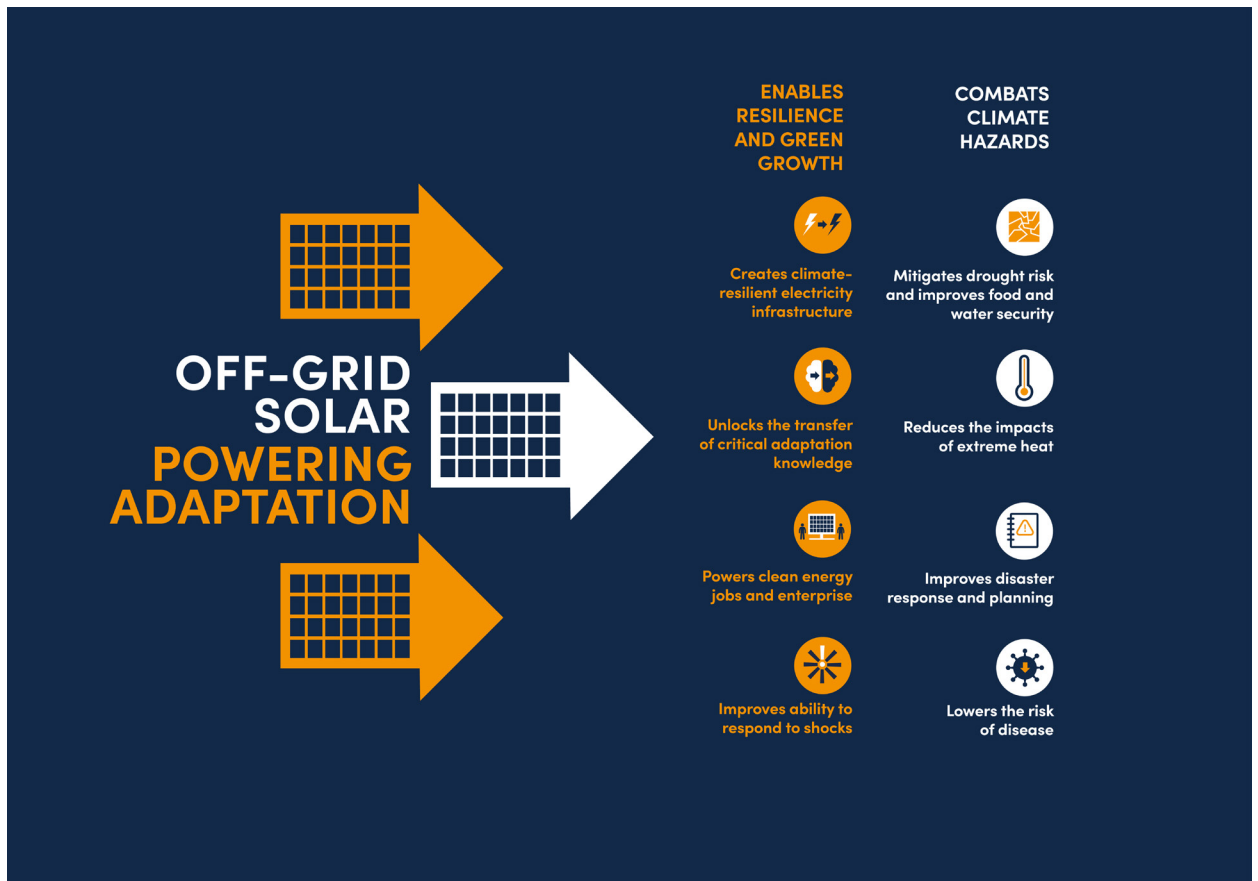 OFF-GRID
SOLAR
POWERING
ADAPTATION
ENABLES
RESILIENCE
AND GREEN
GROWTH
Creates climate-
resilient electricity
infrastructure
Unlocks the transfer
of critical adaptation
knowledge
Powers clean energy
jobs and enterprise
Improves ability to
respond to shocks
COMBATS
CLIMATE
HAZARDS
Mitigates drought risk
and improves food and
water security
Reduces the impacts
of extreme heat
Improves disaster
response and planning
Lowers the risk
of disease